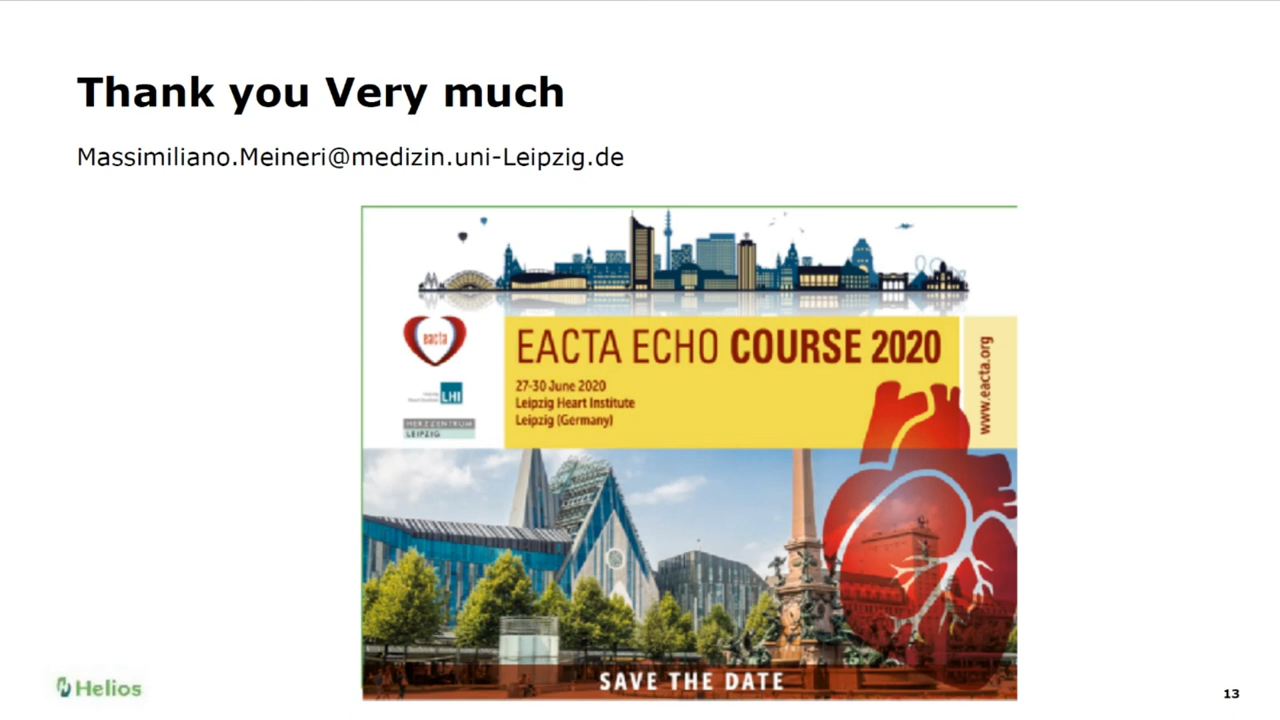 Thank you Very much
Massimiliano.Meineri@medizin.uni-Leipzig.de
eacta
EACTA ECHO COURSE 2020
www.eacta.org
27-30 June 2020
Leipzig Heart Institute
Leipzig (Germany)
LHI
HERZZENTRUM
LEIPZIG
SAVE THE DATE
Helios
13